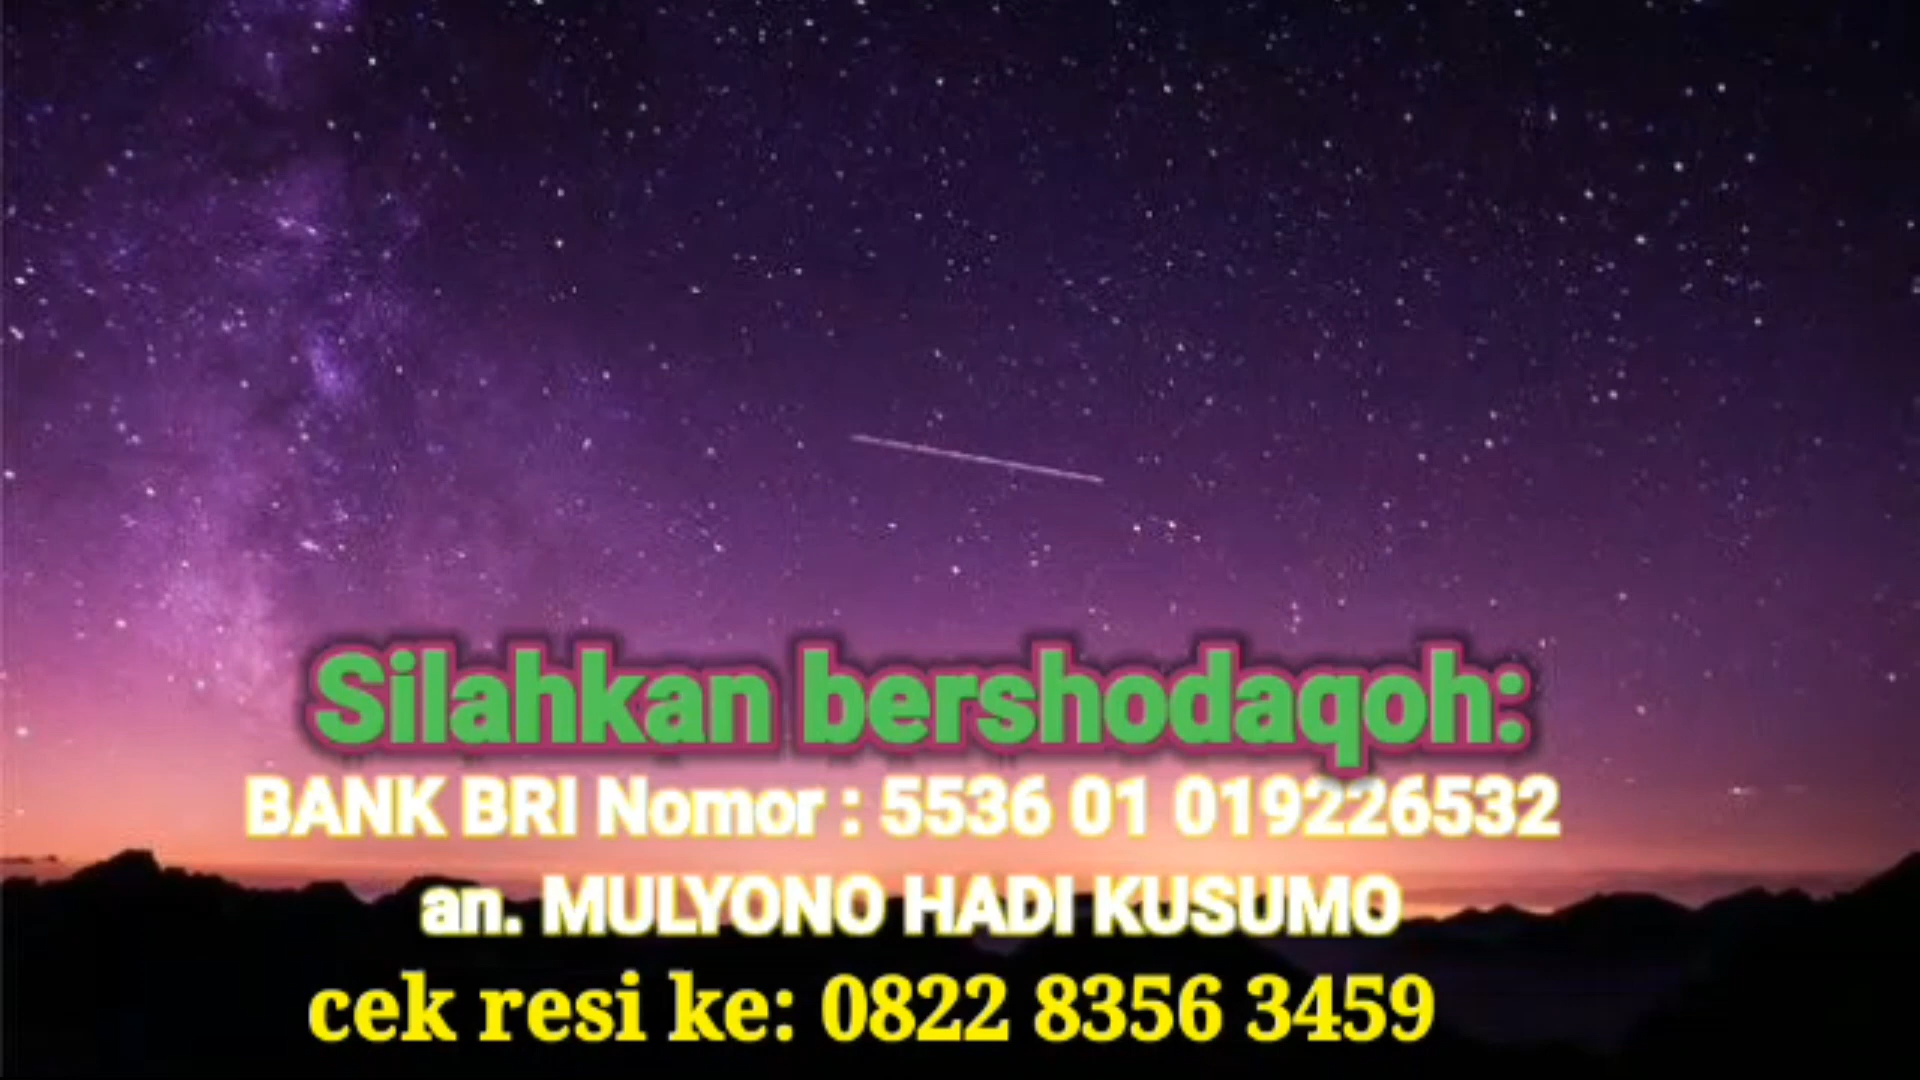 Silahkan bershodaqoh:
BANK BRI Nomor : 5536 01 019226532
an. MULYONO HADI KUSUMO
cek resi ke: 0822 8356 3459